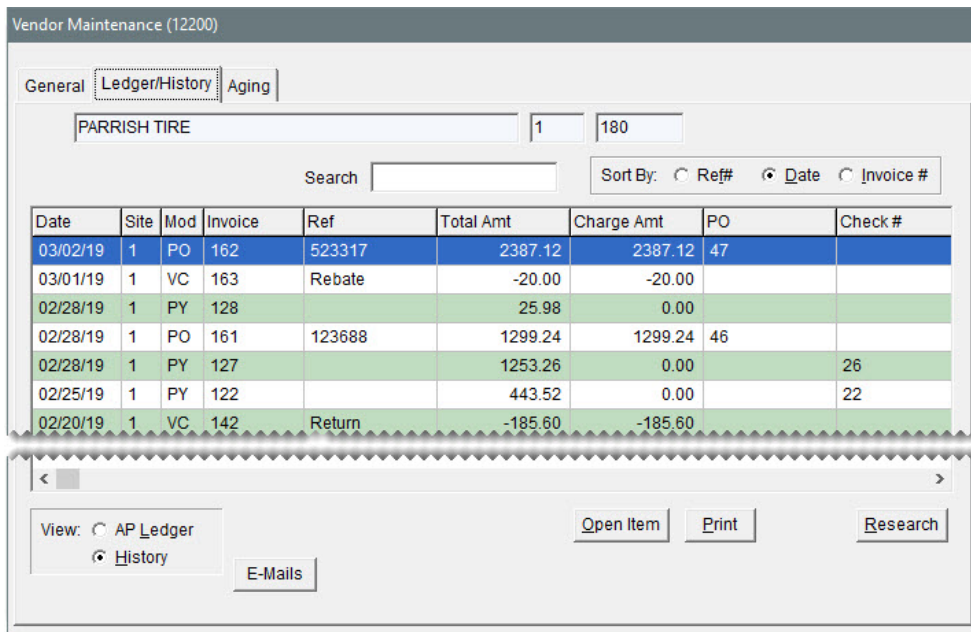 Vendor Maintenance (12200)
General Ledger/History Aging
PARRISH TIRE 1 180
Search Sort By: Ref# Date Invoice #
Date Site Mod Invoice Ref Total Amt Charge Amt PO Check #
03/02/19 1 PO 162 523317 2387.12 2387.12 47
03/01/19 1 VC 163 Rebate -20.00 -20.00
02/28/19 1 PY 128 25.98 0.00
02/28/19 1 PO 161 123688 1299.24 1299.24 46
02/28/19 1 PY 127 1253.26 0.00 26
02/25/19 1 PY 122 443.52 0.00 22
02/20/19 1 VC 142 Return -185.60 -185.60
View: AP Ledger Open Item Print Research
History
E-Mails